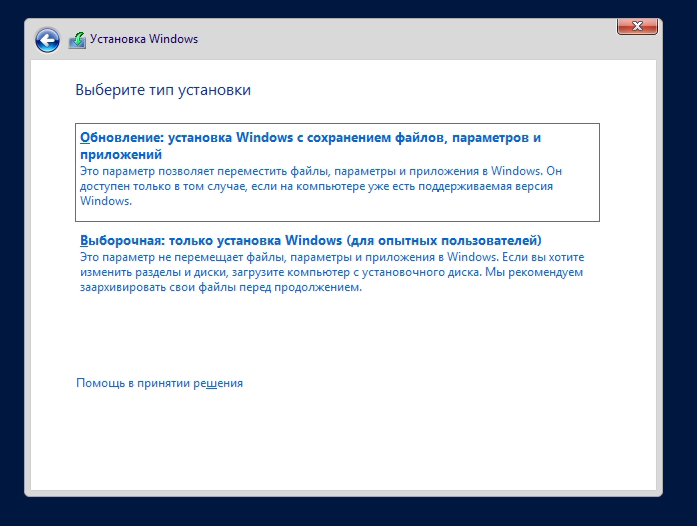 Установка Windows
Выберите тип установки
Обновление: установка Windows с сохранением файлов, параметров и
приложений
Это параметр позволяет переместить файлы, параметры и приложения в Windows. Он
доступен только в том случае, если на компьютере уже есть поддерживаемая версия
Windows.
Выборочная: только установка Windows (для опытных пользователей)
Это параметр не перемещает файлы, параметры и приложения в Windows. Если вы хотите
изменить разделы и диски, загрузите компьютер с установочного диска. Мы рекомендуем
заархивировать свои файлы перед продолжением.
Помощь в принятии решения